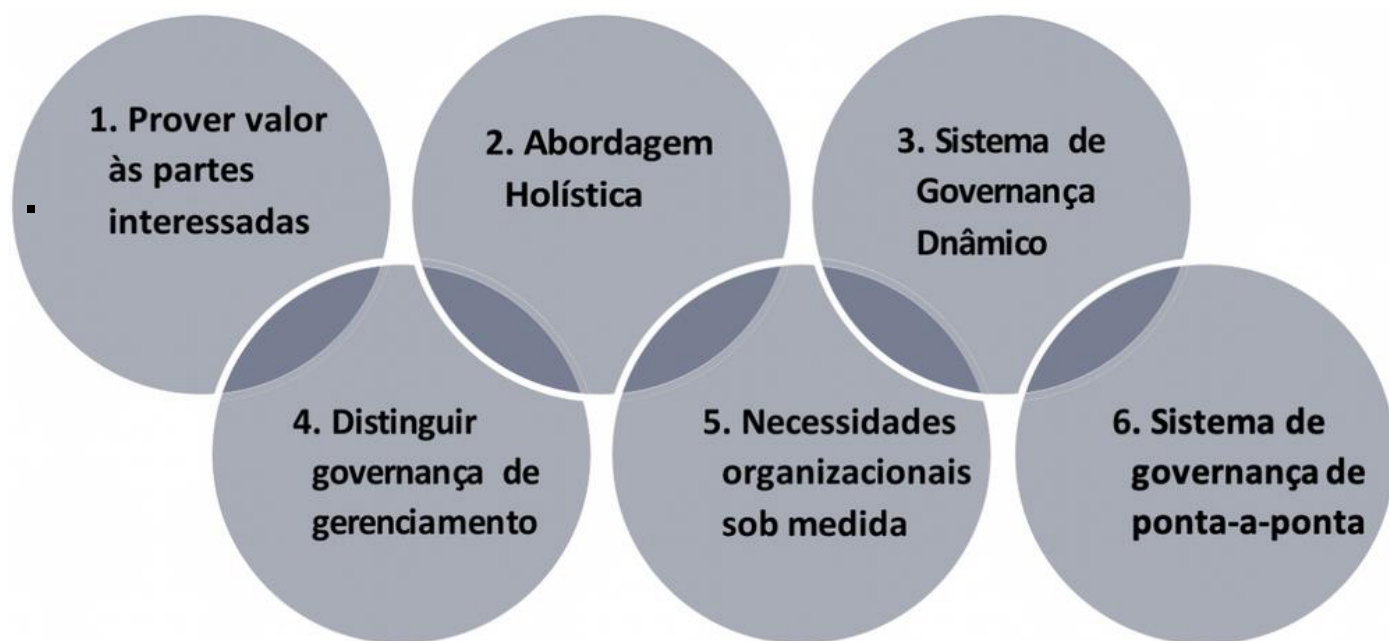 1. Prover valor
às partes
interessadas
2. Abordagem
Holística
3. Sistema de
Governança
Dnâmico
4. Distinguir
governança de
gerenciamento
5. Necessidades
organizacionais
sob medida
6. Sistema de
governança de
ponta-a-ponta